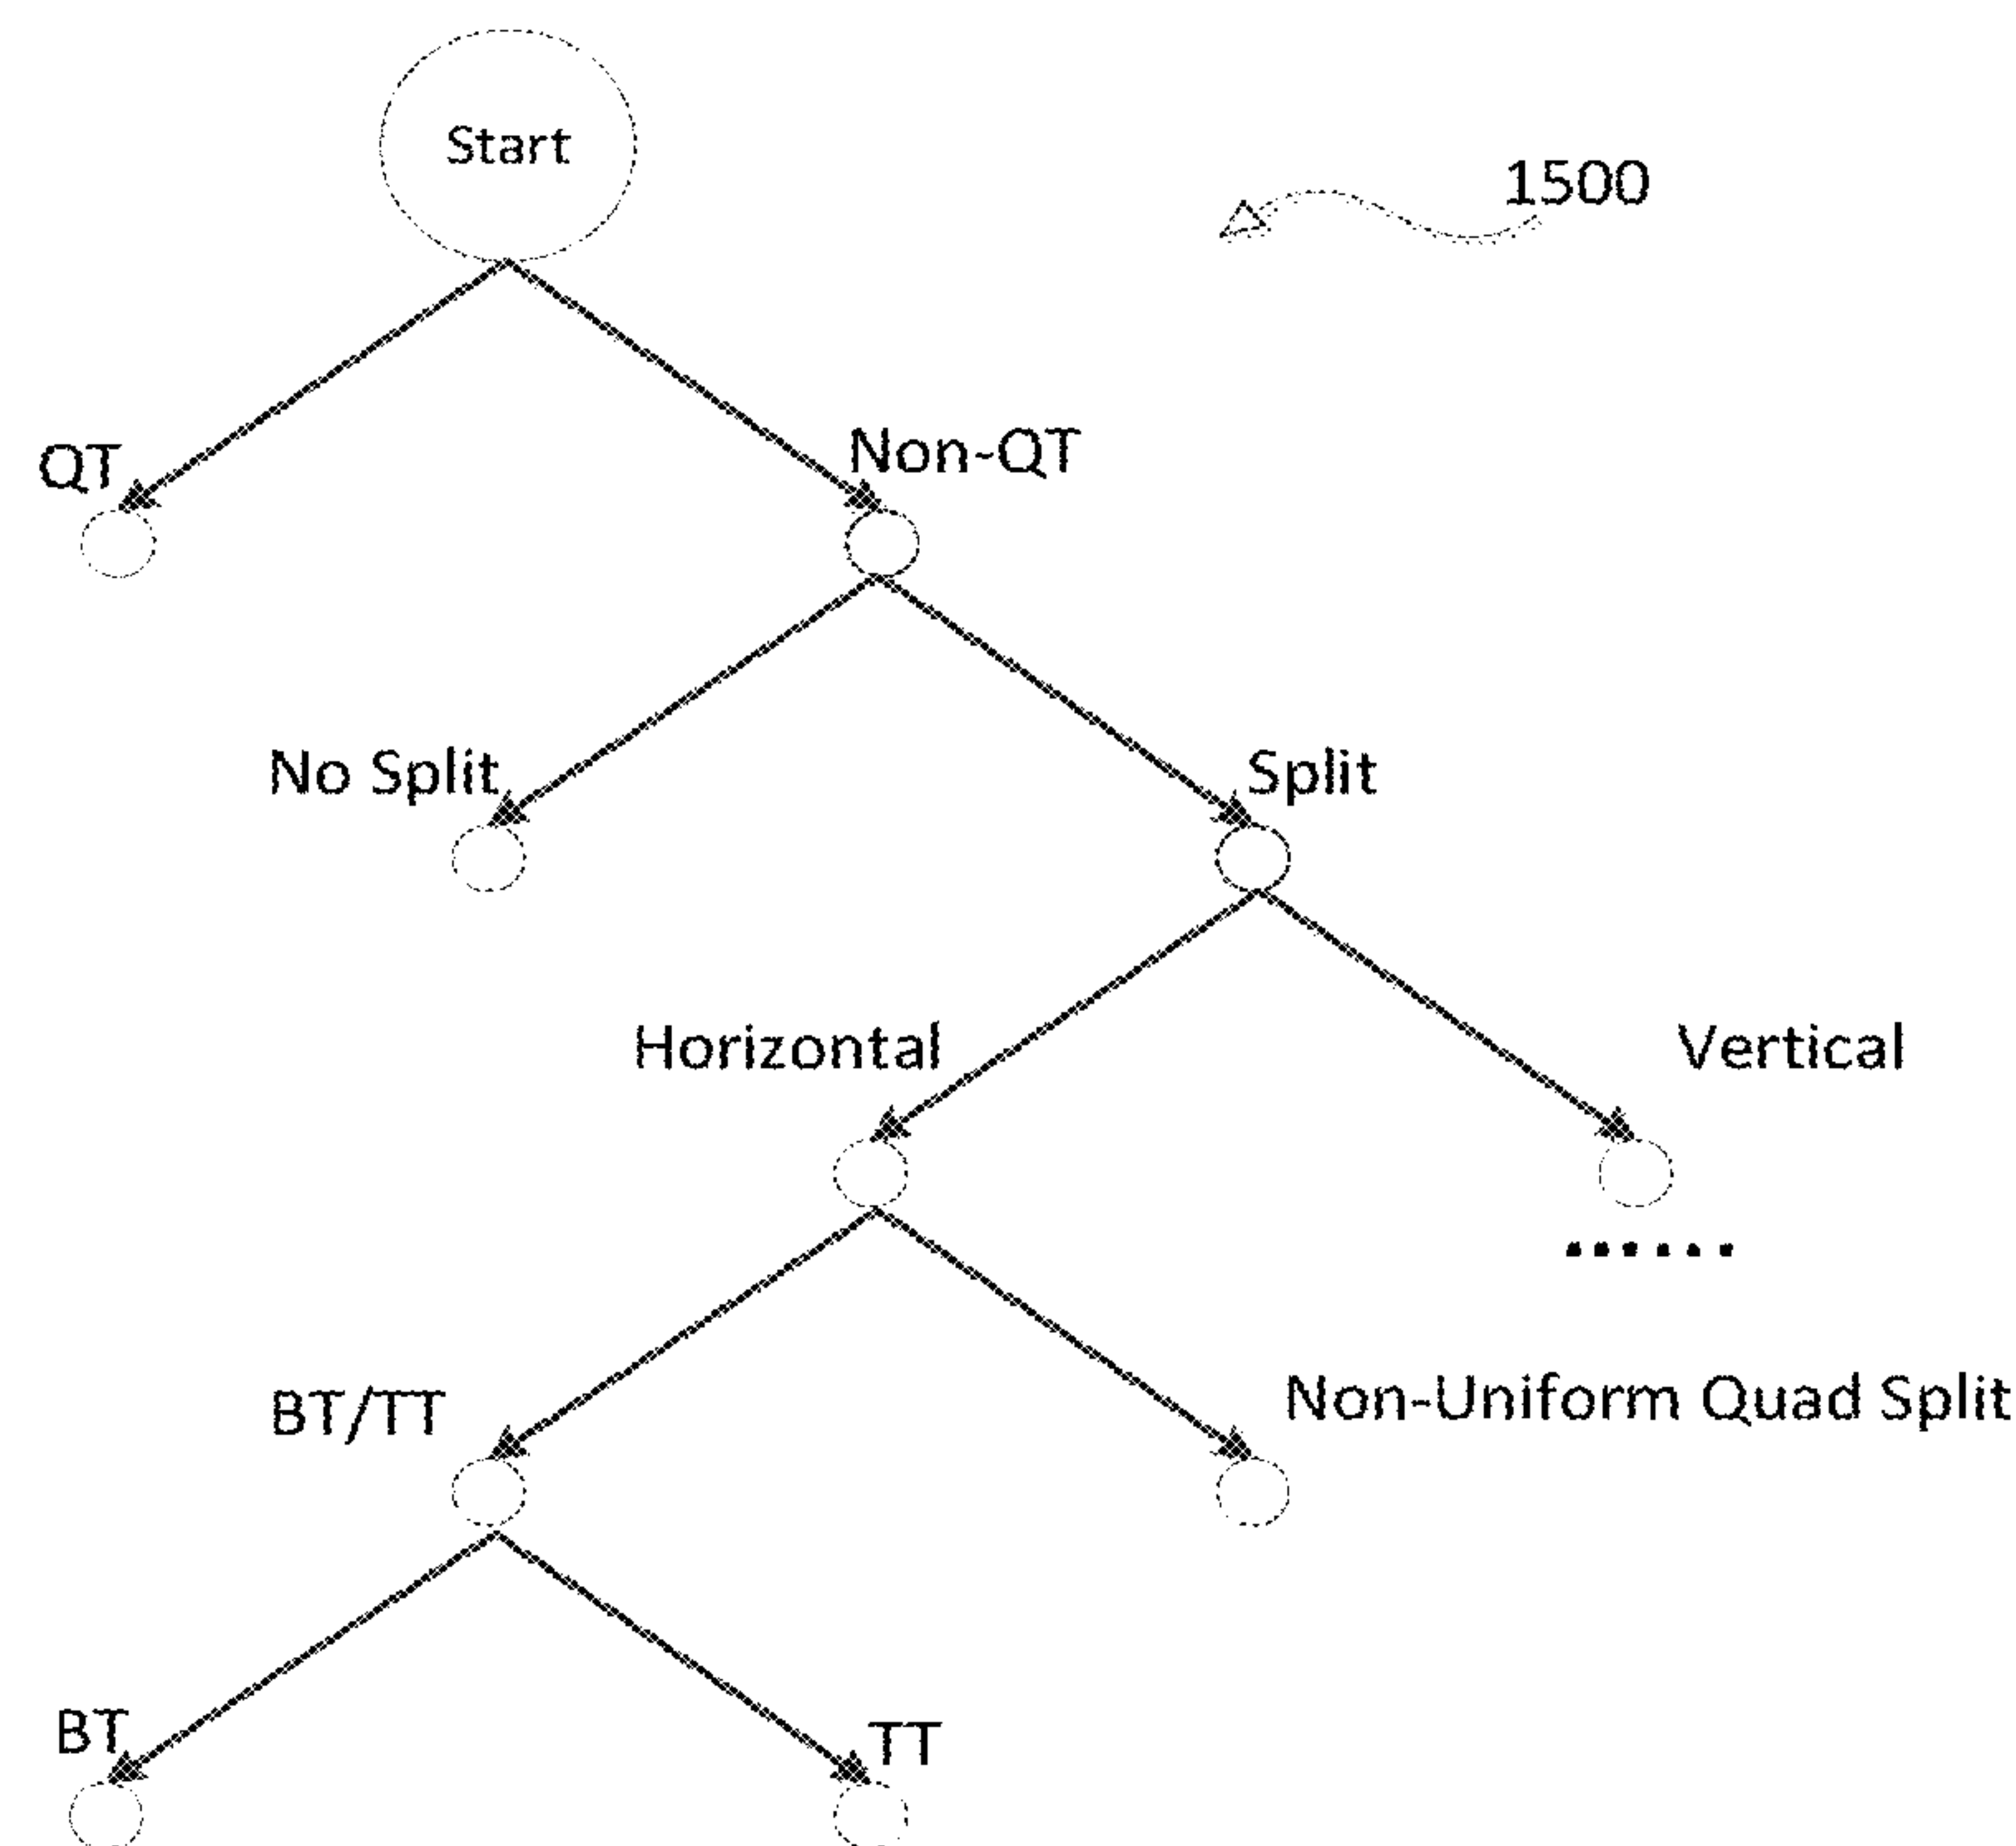 Start
1500
QT
Non-QT
No Split
Split
Horizontal
Vertical
......
BT/TT
Non-Uniform Quad Split
BT
TT